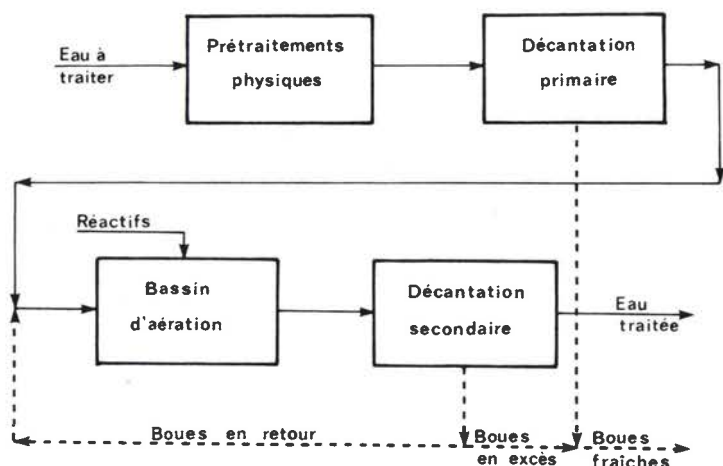 Eau à
traiter
Prétraitements
physiques
Décantation
primaire
Réactifs
Bassin
d'aération
Décantation
secondaire
Eau
traitée
Boues en retour
Boues
en excès
Boues
fraîches